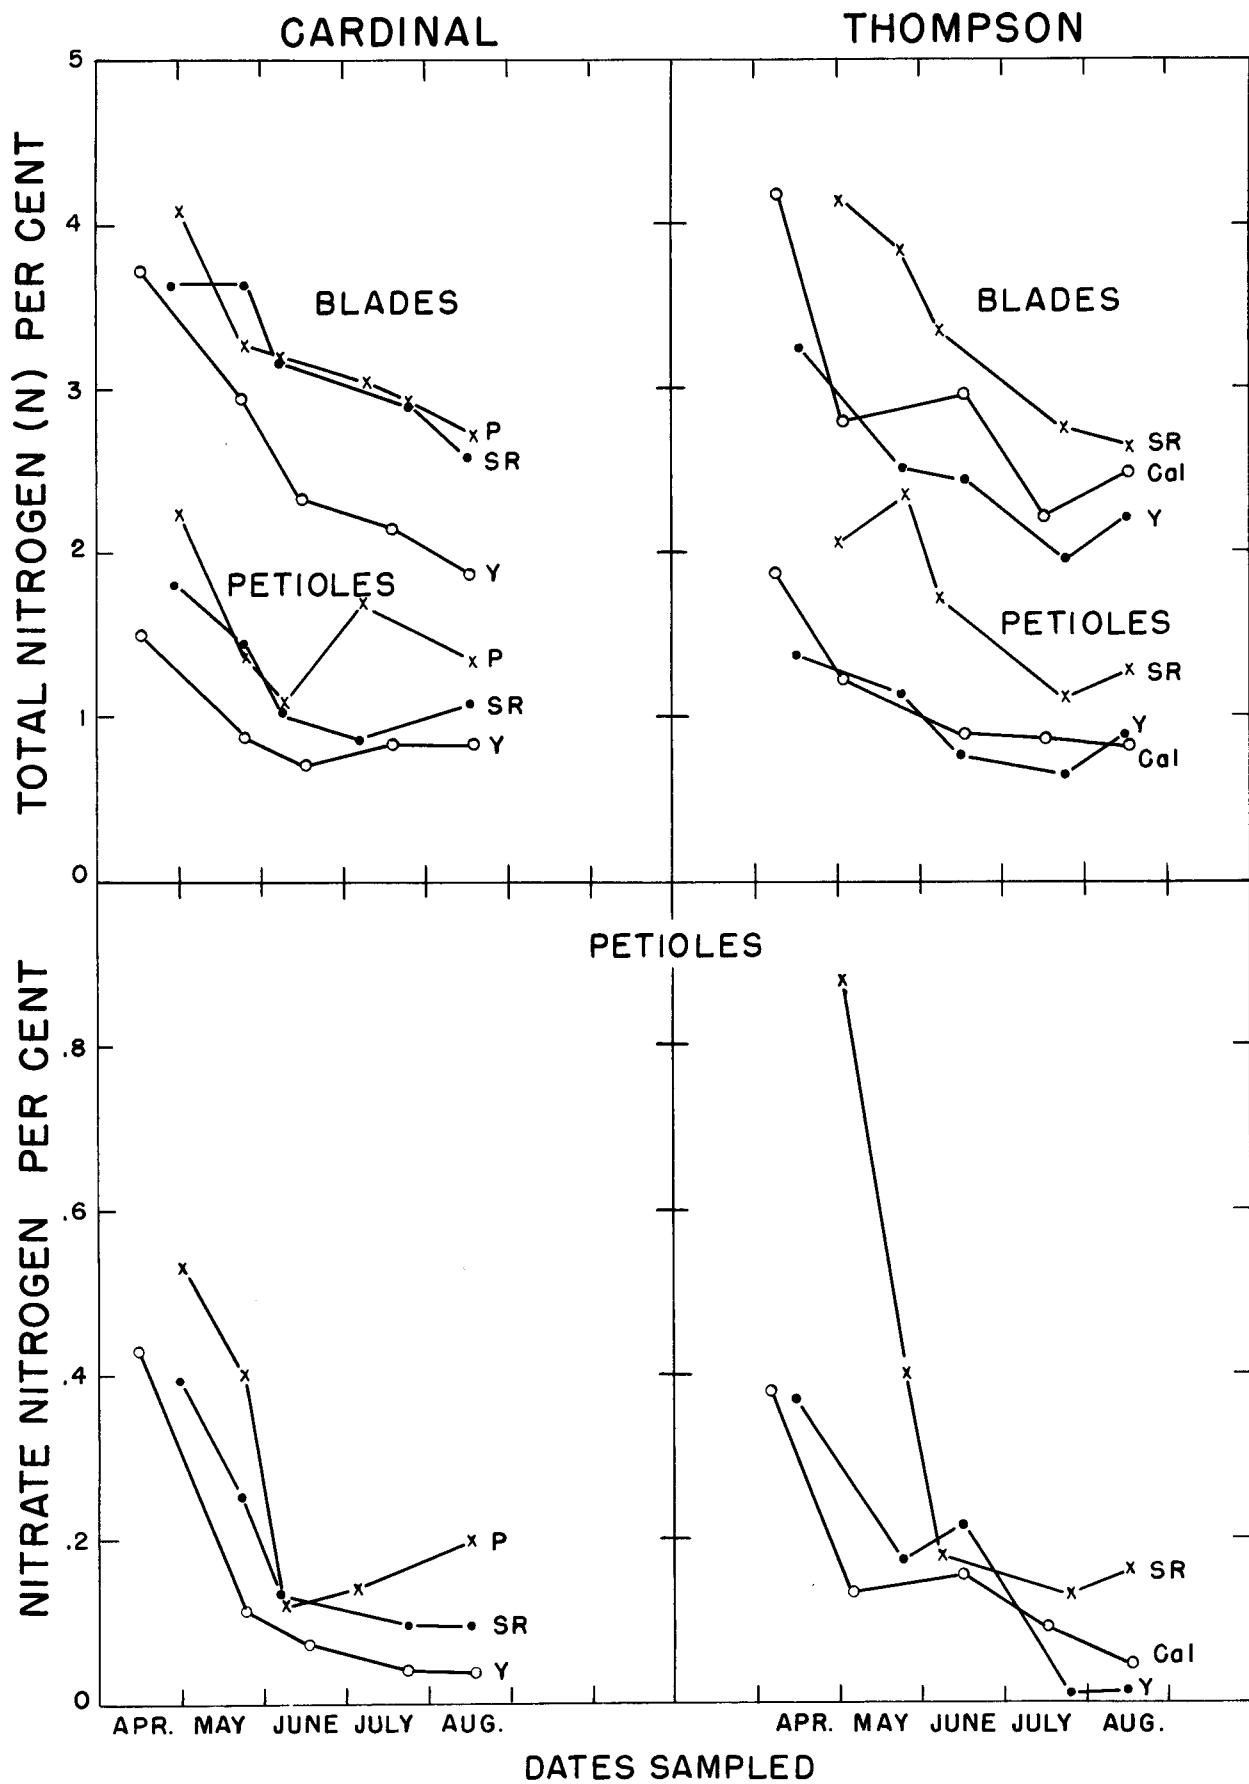 CARDINAL THOMPSON
TOTAL NITROGEN (N) PER CENT
5
4
3
2
1
0
BLADES
P
SR
Y
PETIOLES
P
SR
Y
BLADES
SR
Cal
Y
PETIOLES
SR
Y
Cal
PETIOLES
NITRATE NITROGEN PER CENT
.8
.6
.4
.2
0
P
SR
Y
SR
Cal
Y
APR. MAY JUNE JULY AUG. APR. MAY JUNE JULY AUG.
DATES SAMPLED